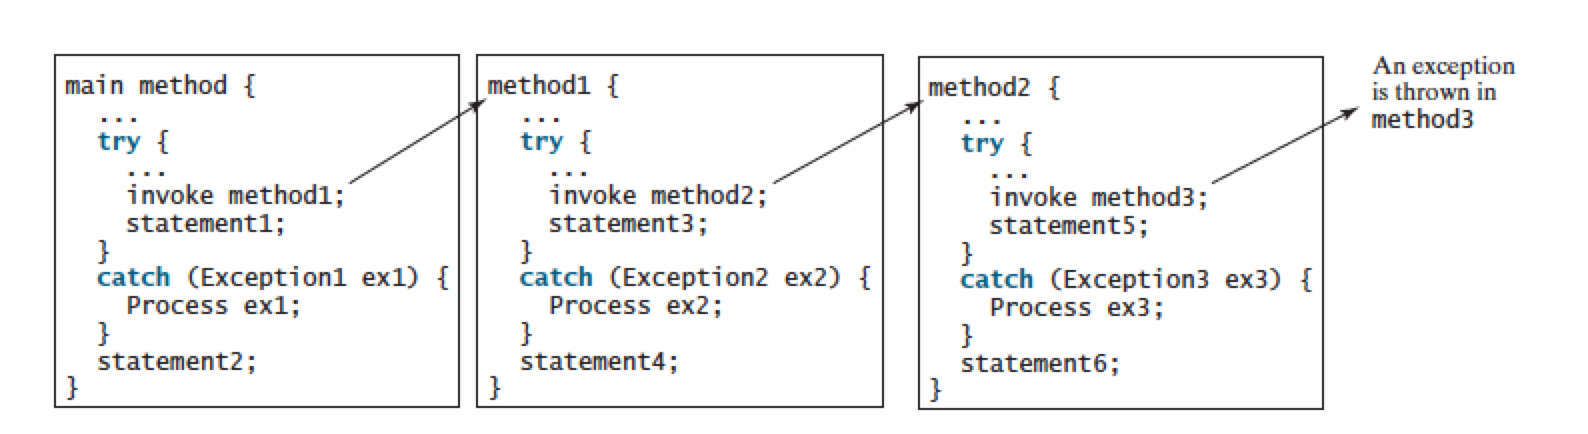 main method {
...
try {
...
invoke method1;
statement1;
}
catch (Exception1 ex1) {
Process ex1;
}
statement2;
}
method1 {
...
try {
...
invoke method2;
statement3;
}
catch (Exception2 ex2) {
Process ex2;
}
statement4;
}
method2 {
...
try {
...
invoke method3;
statement5;
}
catch (Exception3 ex3) {
Process ex3;
}
statement6;
}
An exception
is thrown in
method3